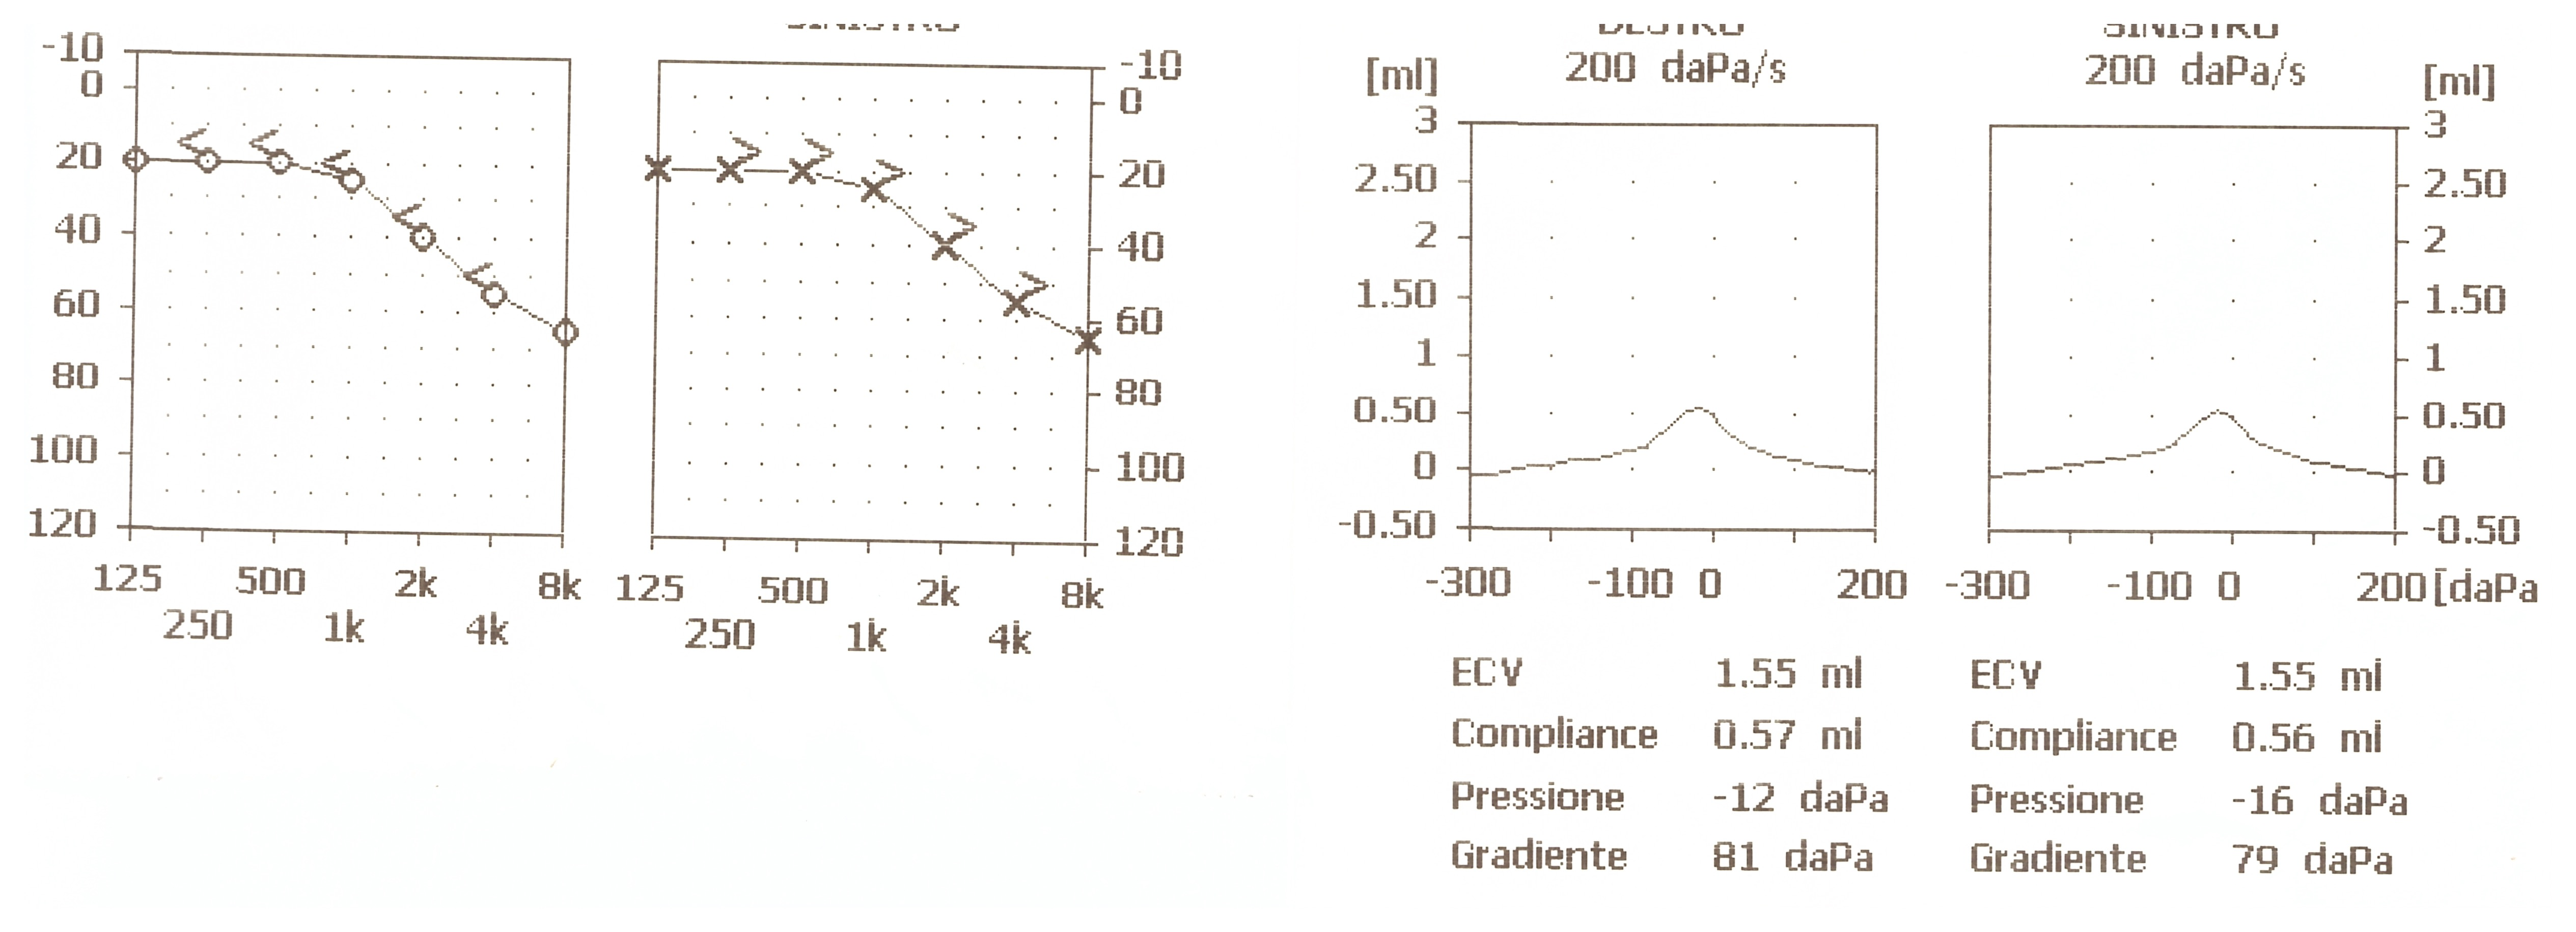 SINISTRO
-10
0
20
40
60
80
100
120
125 500 2k 8k
250 1k 4k
-10
0
20
40
60
80
100
120
125 500 2k 8k
250 1k 4k
DESTRO
200 daPa/s
[ml]
3
2.50
2
1.50
1
0.50
0
-0.50
-300 -100 0 200
ECV 1.55 ml
Compliance 0.57 ml
Pressione -12 daPa
Gradiente 81 daPa
SINISTRO
200 daPa/s
[ml]
3
2.50
2
1.50
1
0.50
0
-0.50
-300 -100 0 200 [daPa
ECV 1.55 ml
Compliance 0.56 ml
Pressione -16 daPa
Gradiente 79 daPa